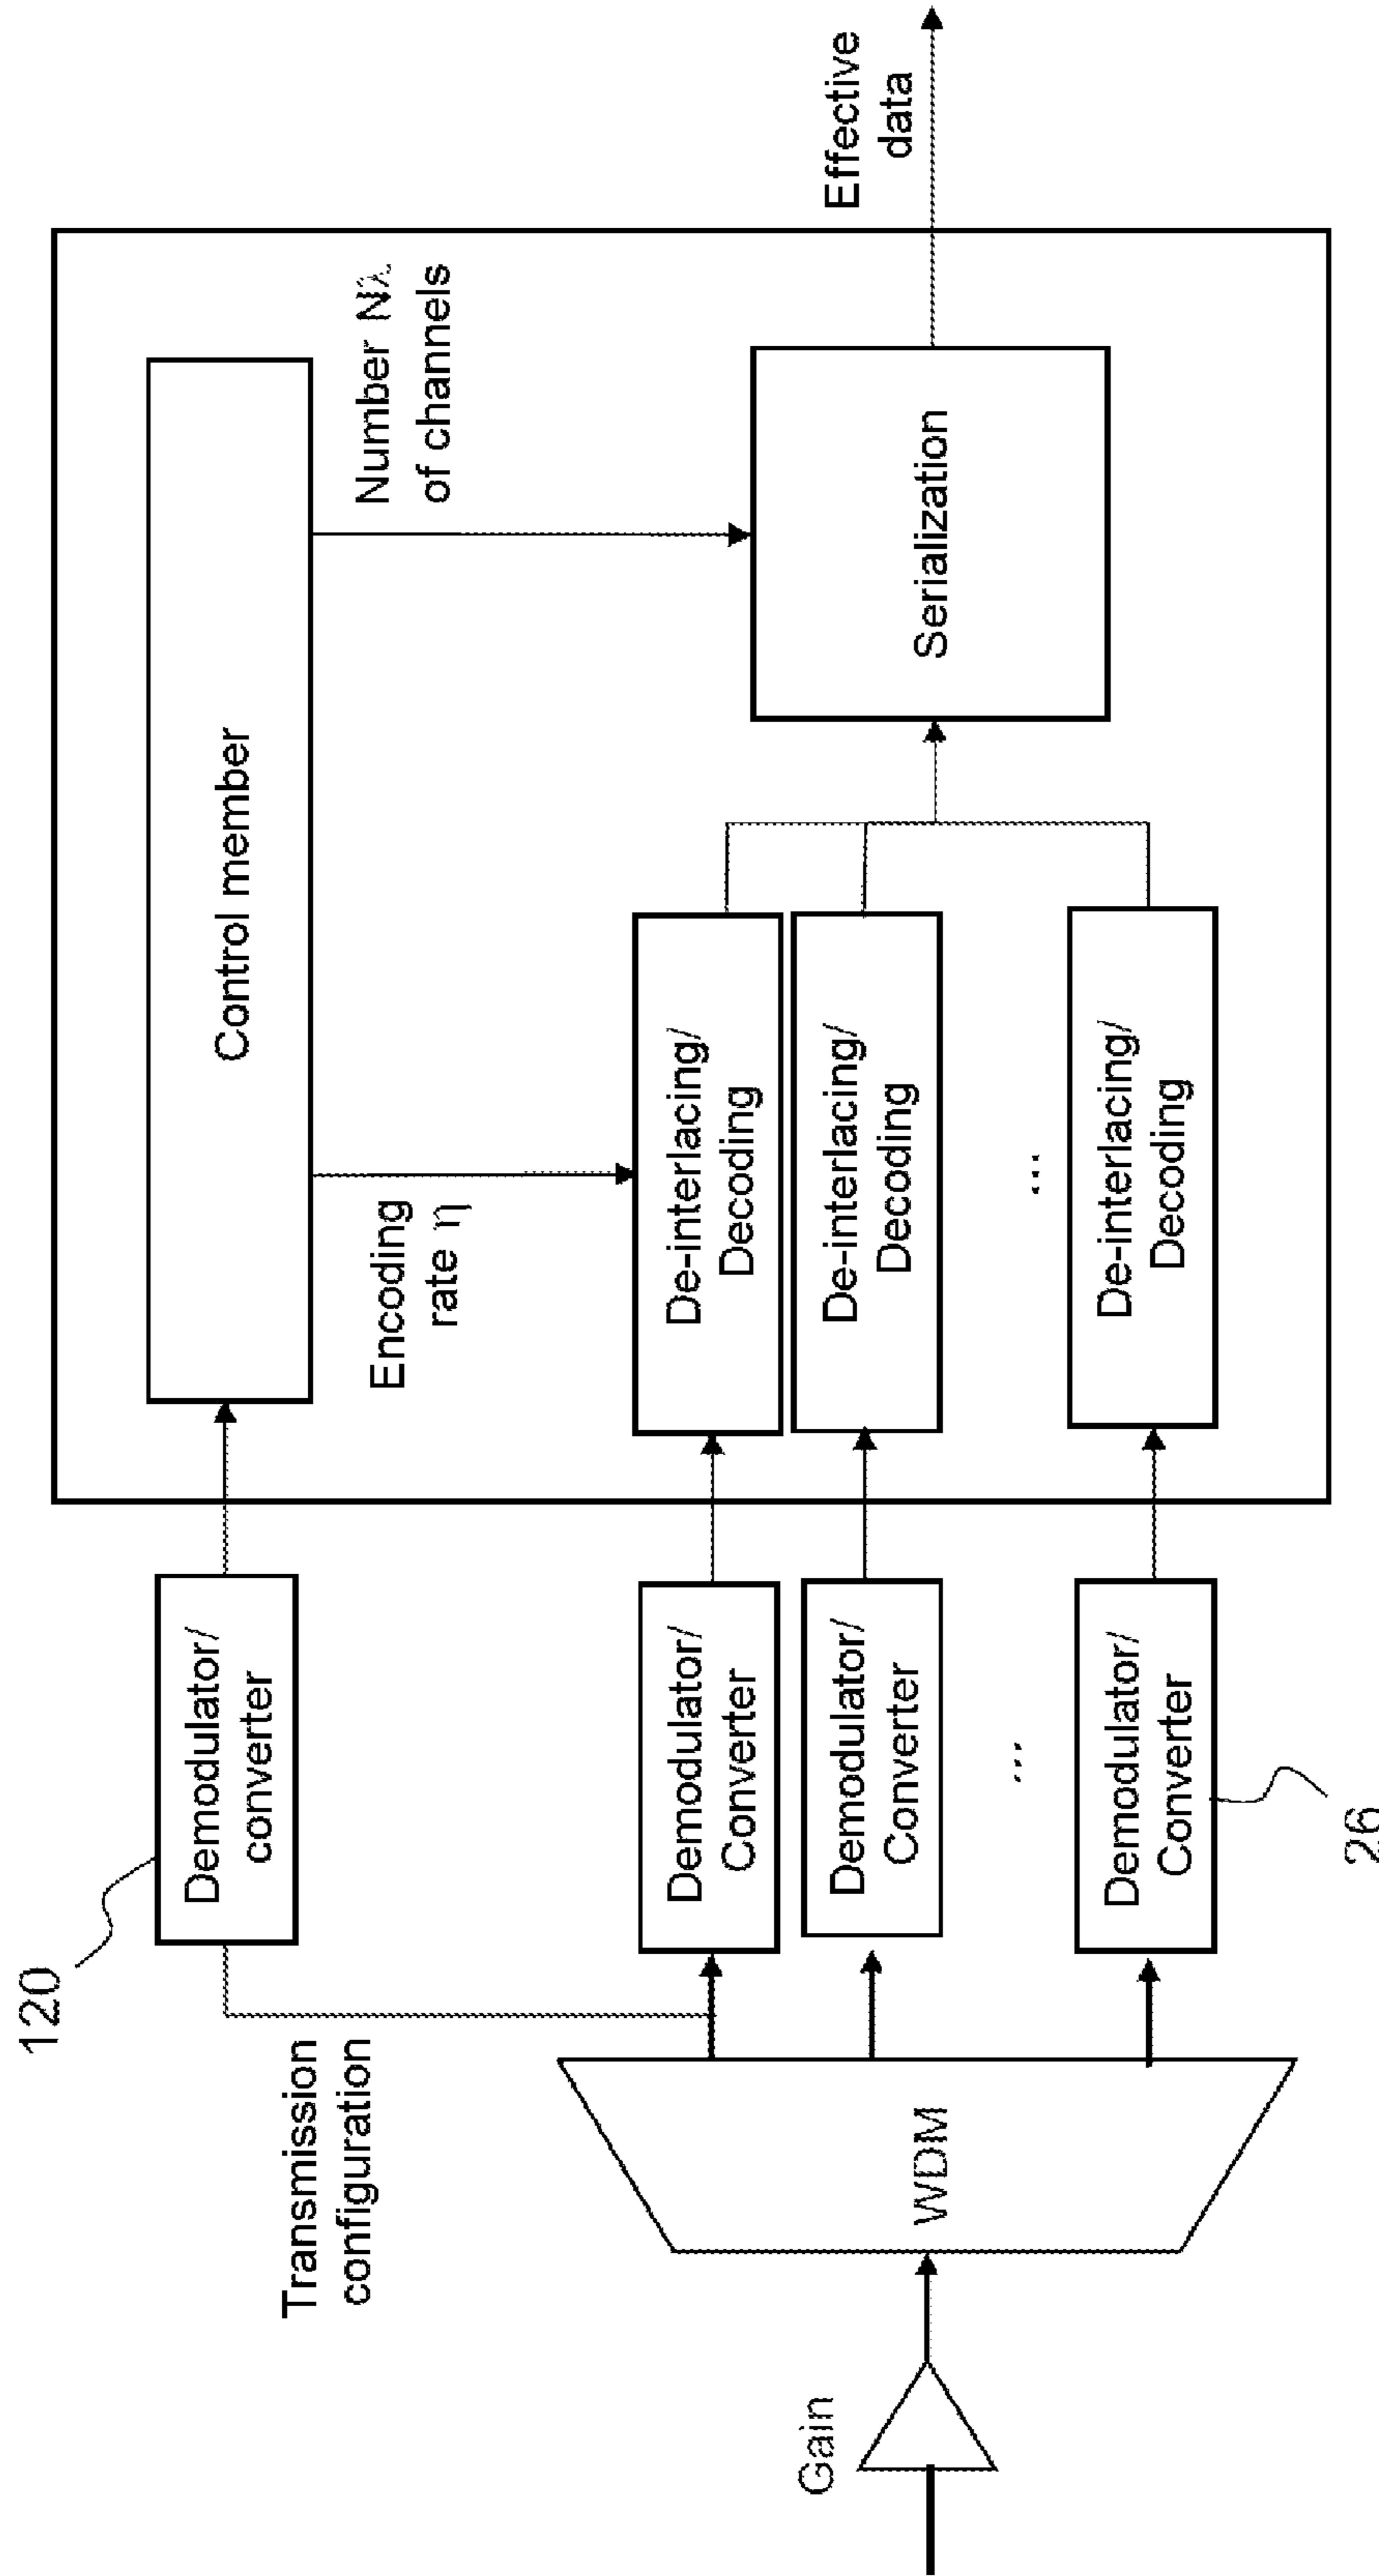 120
Transmission
configuration
Demodulator/
converter
Control member
Encoding
rate η
Number Nλ
of channels
Gain
WDM
Demodulator/
Converter
Demodulator/
Converter
...
Demodulator/
Converter
26
De-interlacing/
Decoding
De-interlacing/
Decoding
...
De-interlacing/
Decoding
Serialization
Effective
data